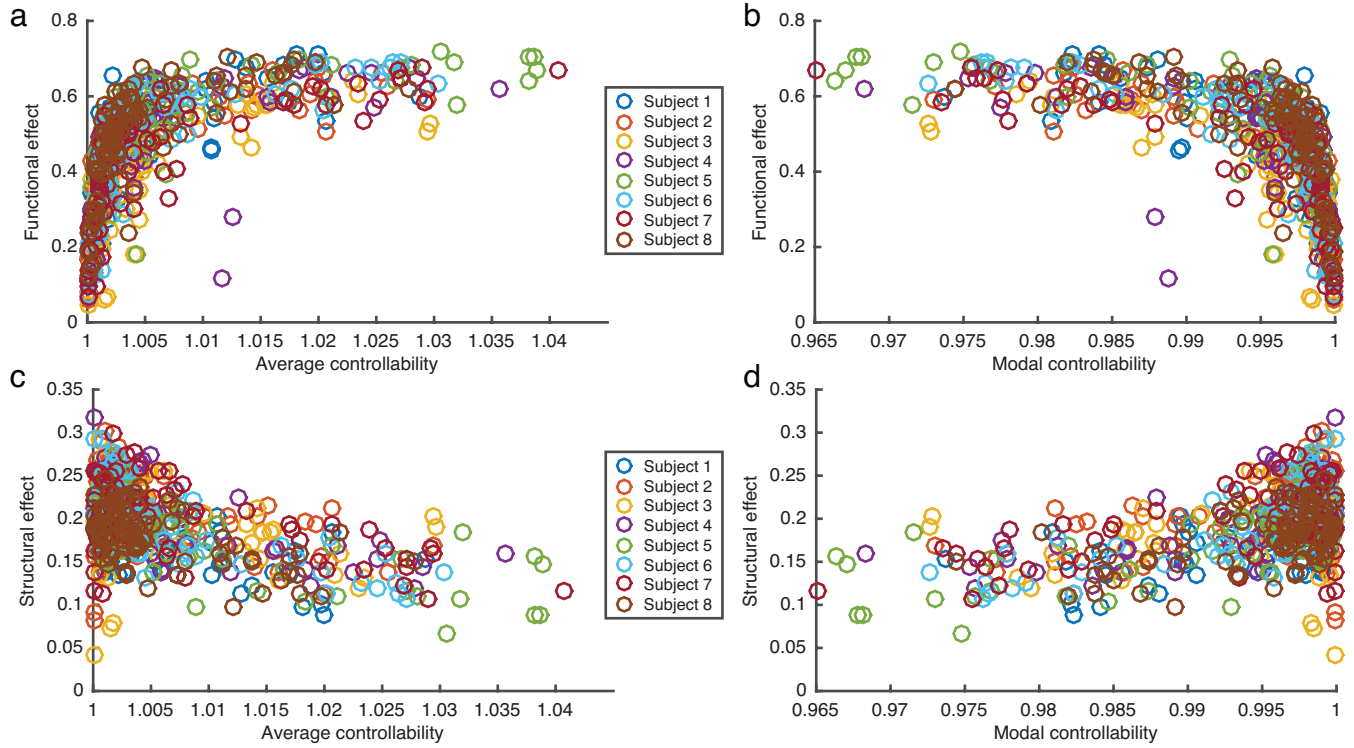 a
0.8
0.6
0.4
0.2
0
Functional effect
1 1.005 1.01 1.015 1.02 1.025 1.03 1.035 1.04
Average controllability
Subject 1
Subject 2
Subject 3
Subject 4
Subject 5
Subject 6
Subject 7
Subject 8
b
0.8
0.6
0.4
0.2
0
Functional effect
0.965 0.97 0.975 0.98 0.985 0.99 0.995 1
Modal controllability
c
0.35
0.3
0.25
0.2
0.15
0.1
0.05
0
Structural effect
1 1.005 1.01 1.015 1.02 1.025 1.03 1.035 1.04
Average controllability
Subject 1
Subject 2
Subject 3
Subject 4
Subject 5
Subject 6
Subject 7
Subject 8
d
0.35
0.3
0.25
0.2
0.15
0.1
0.05
0
Structural effect
0.965 0.97 0.975 0.98 0.985 0.99 0.995 1
Modal controllability